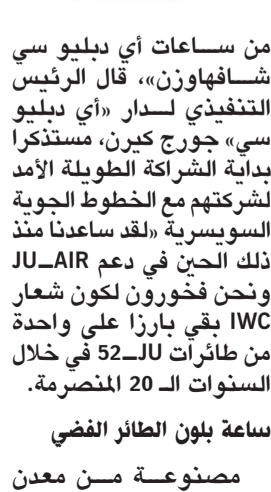 من ساعات أي دبليو سي
شافهاوزن»، قال الرئيس
التنفيذي لدار «أي دبليو
سي» جورج كيرن، مستذكرا
بداية الشراكة الطويلة الأمد
لشركتهم مع الخطوط الجوية
السويسرية «لقد ساعدنا منذ
ذلك الحين في دعم JU-AIR
ونحن فخورون لكون شعار
IWC بقي بارزا على واحدة
من طائرات JU-52 في خلال
السنوات الـ 20 المنصرمة.
ساعة بلون الطائر الفضي
مصنوعة من معدن